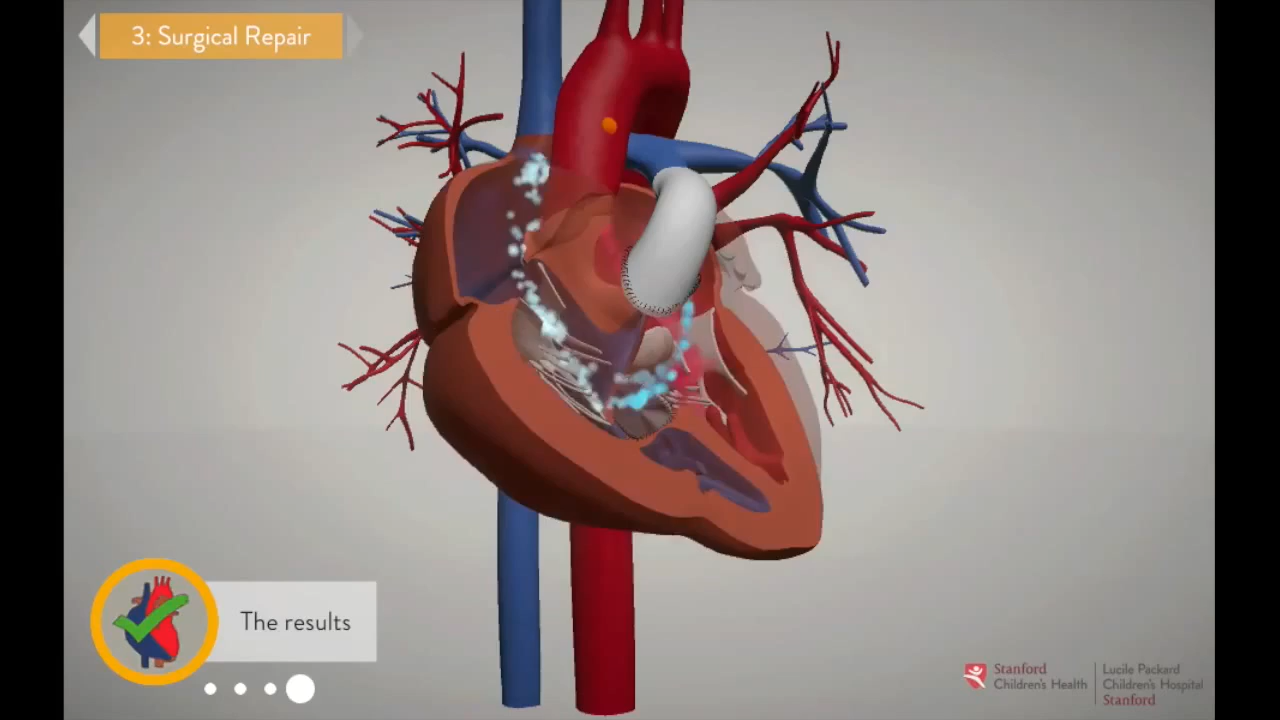 3: Surgical Repair
The results
Stanford
Children's Health
Lucile Packard
Children's Hospital
Stanford